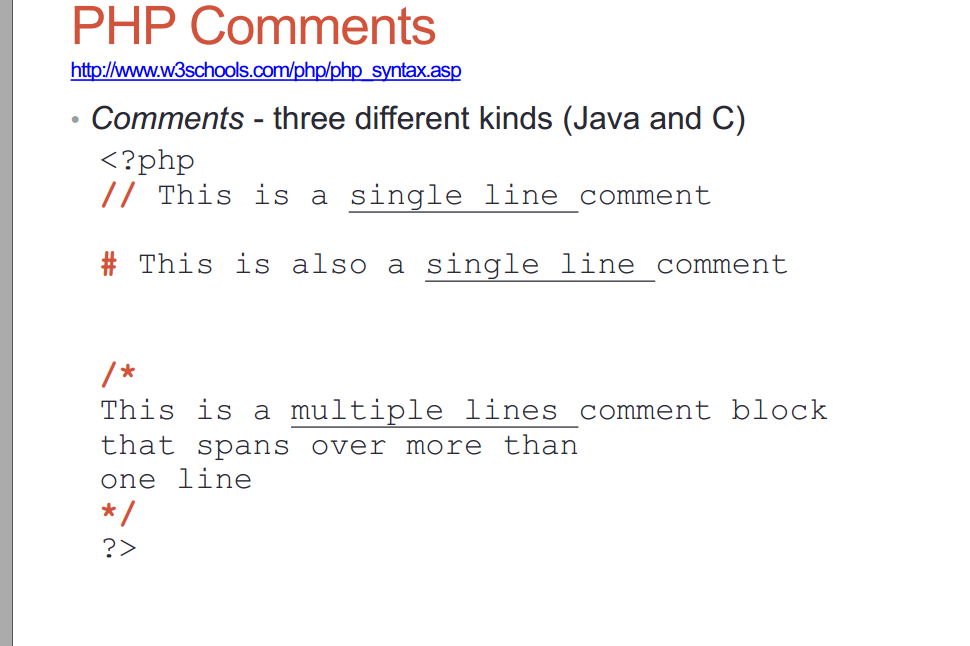 PHP Comments
http://www.w3schools.com/php/php_syntax.asp
• Comments - three different kinds (Java and C)
<?php
// This is a single line comment
# This is also a single line comment
/*
This is a multiple lines comment block
that spans over more than
one line
*/
?>